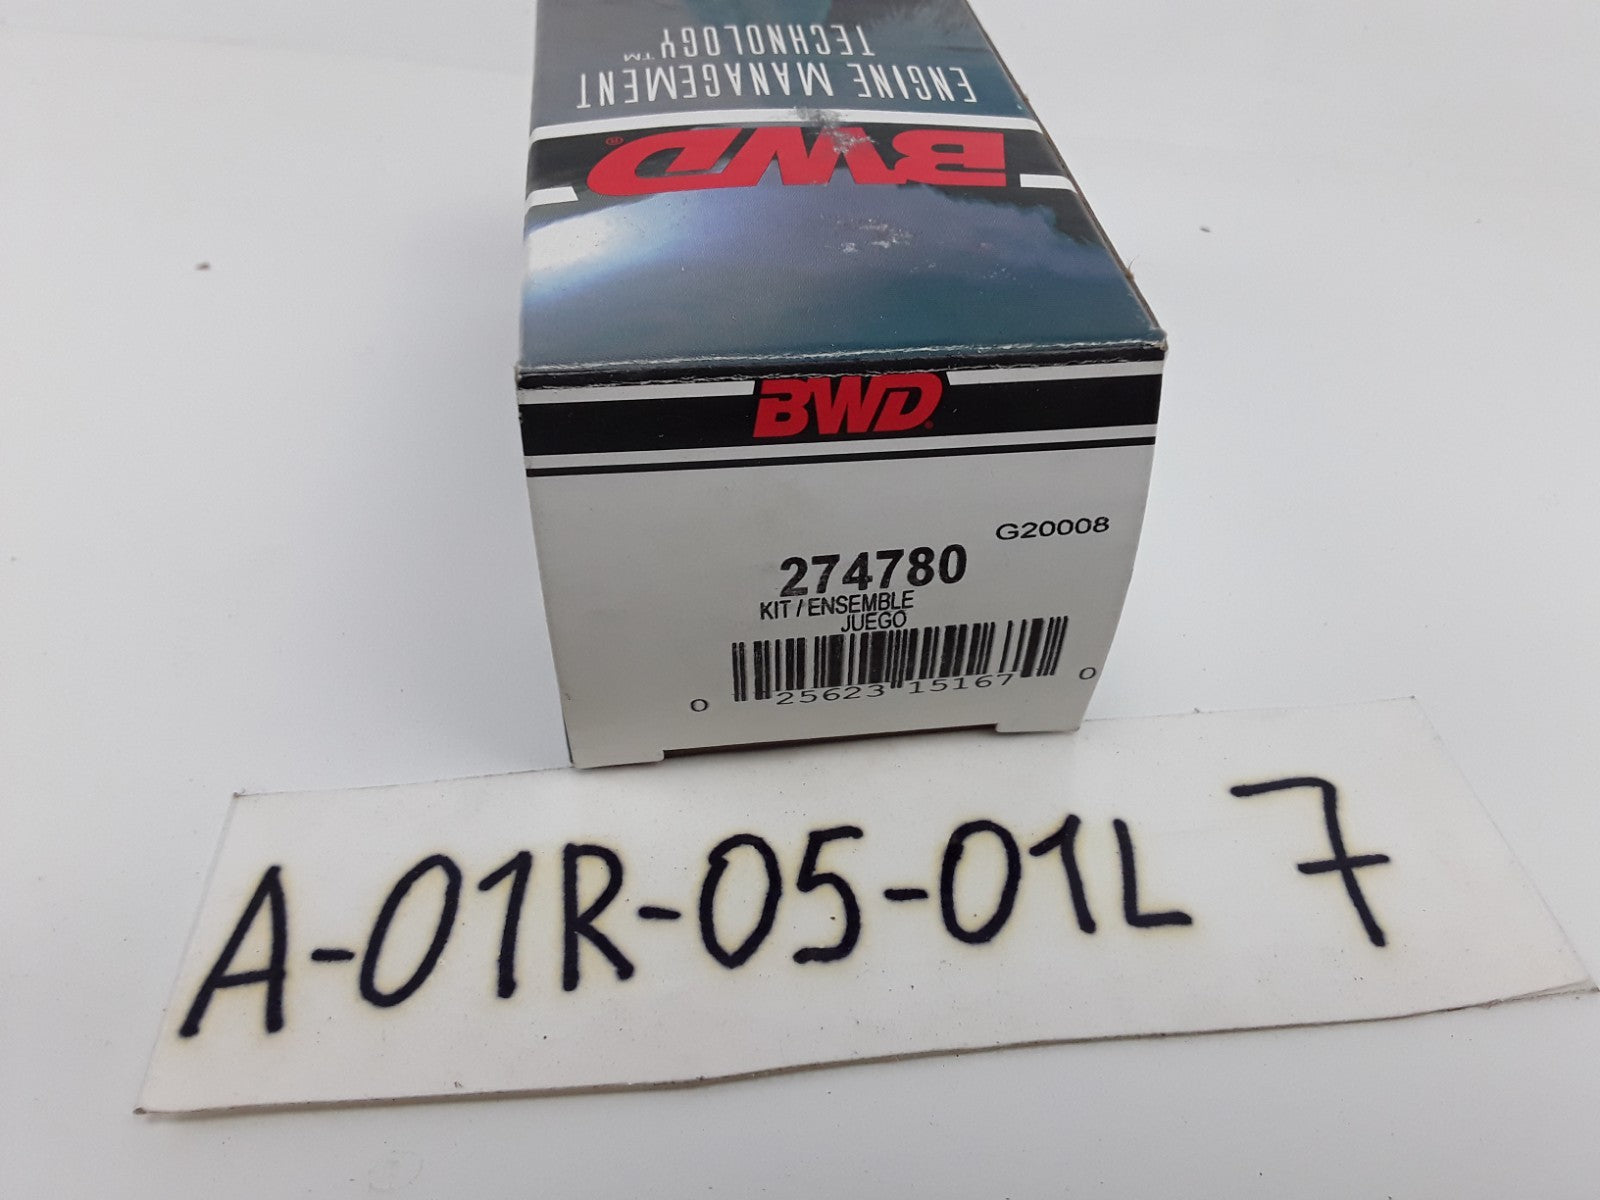 ENGINE MANAGEMENT
TECHNOLOGY™
BWD®
BWD®
G20008
274780
KIT / ENSEMBLE
JUEGO
0 25623 15167 0
A-01R-05-01L 7